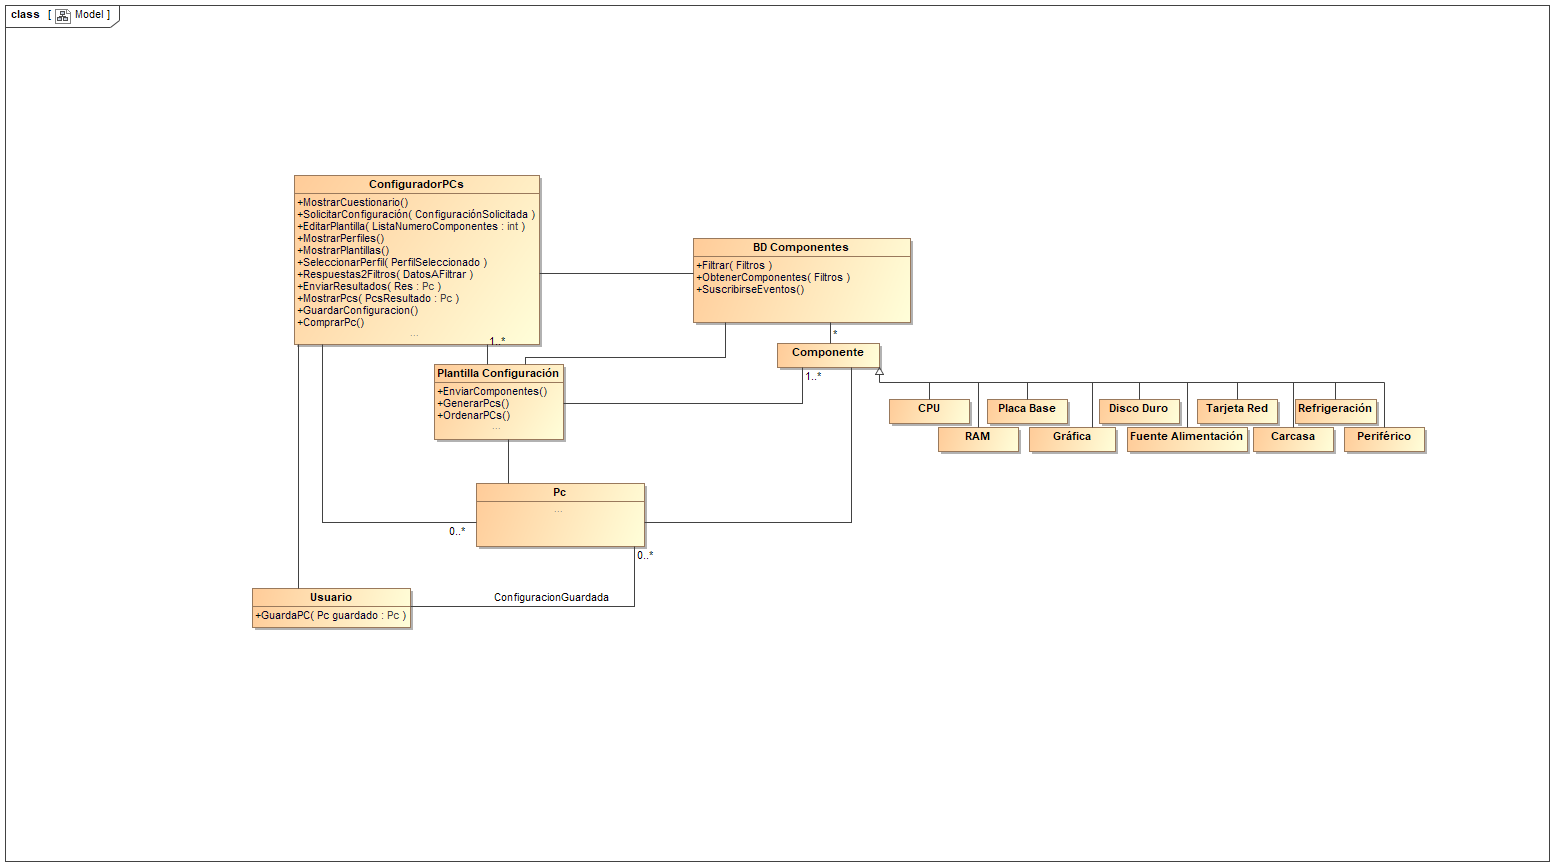 class [ Model ]
ConfiguradorPCs
+MostrarCuestionario()
+SolicitarConfiguración( ConfiguraciónSolicitada )
+EditarPlantilla( ListaNumeroComponentes : int )
+MostrarPerfiles()
+MostrarPlantillas()
+SeleccionarPerfil( PerfilSeleccionado )
+Respuestas2Filtros( DatosAFiltrar )
+EnviarResultados( Res : Pc )
+MostrarPcs( PcsResultado : Pc )
+GuardarConfiguracion()
+ComprarPc()
...
1..*
BD Componentes
+Filtrar( Filtros )
+ObtenerComponentes( Filtros )
+SuscribirseEventos()
*
Componente
1..*
Plantilla Configuración
+EnviarComponentes()
+GenerarPcs()
+OrdenarPCs()
...
CPU
Placa Base
Disco Duro
Tarjeta Red
Refrigeración
RAM
Gráfica
Fuente Alimentación
Carcasa
Periférico
Pc
...
0..*
0..*
Usuario
+GuardaPC( Pc guardado : Pc )
ConfiguracionGuardada